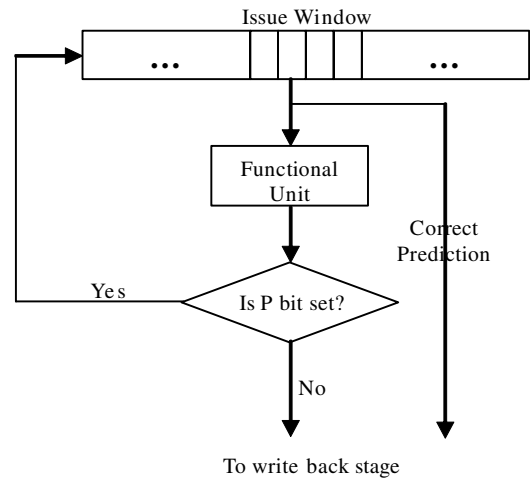 Issue Window
... ...
Functional
Unit
Correct
Prediction
Yes
Is P bit set?
No
To write back stage